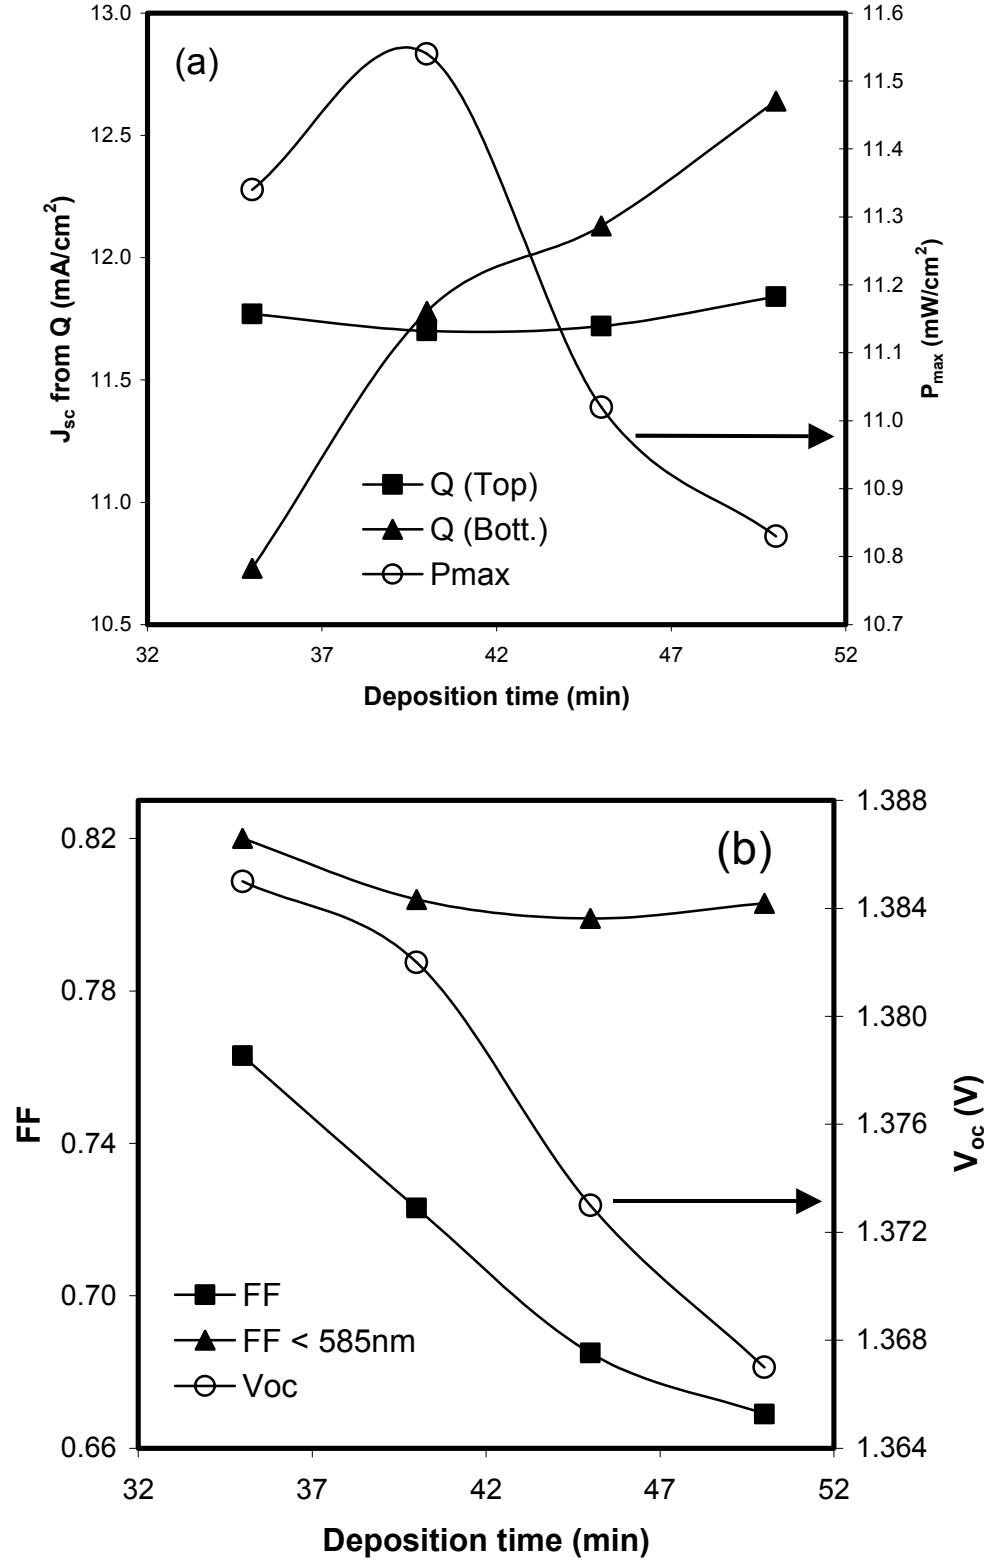 (a)
13.0
12.5
12.0
11.5
11.0
10.5
J_sc from Q (mA/cm²)
11.6
11.5
11.4
11.3
11.2
11.1
11.0
10.9
10.8
10.7
P_max (mW/cm²)
Q (Top)
Q (Bott.)
Pmax
32 37 42 47 52
Deposition time (min)
(b)
0.82
0.78
0.74
0.70
0.66
FF
1.388
1.384
1.380
1.376
1.372
1.368
1.364
V_oc (V)
FF
FF < 585nm
Voc
32 37 42 47 52
Deposition time (min)